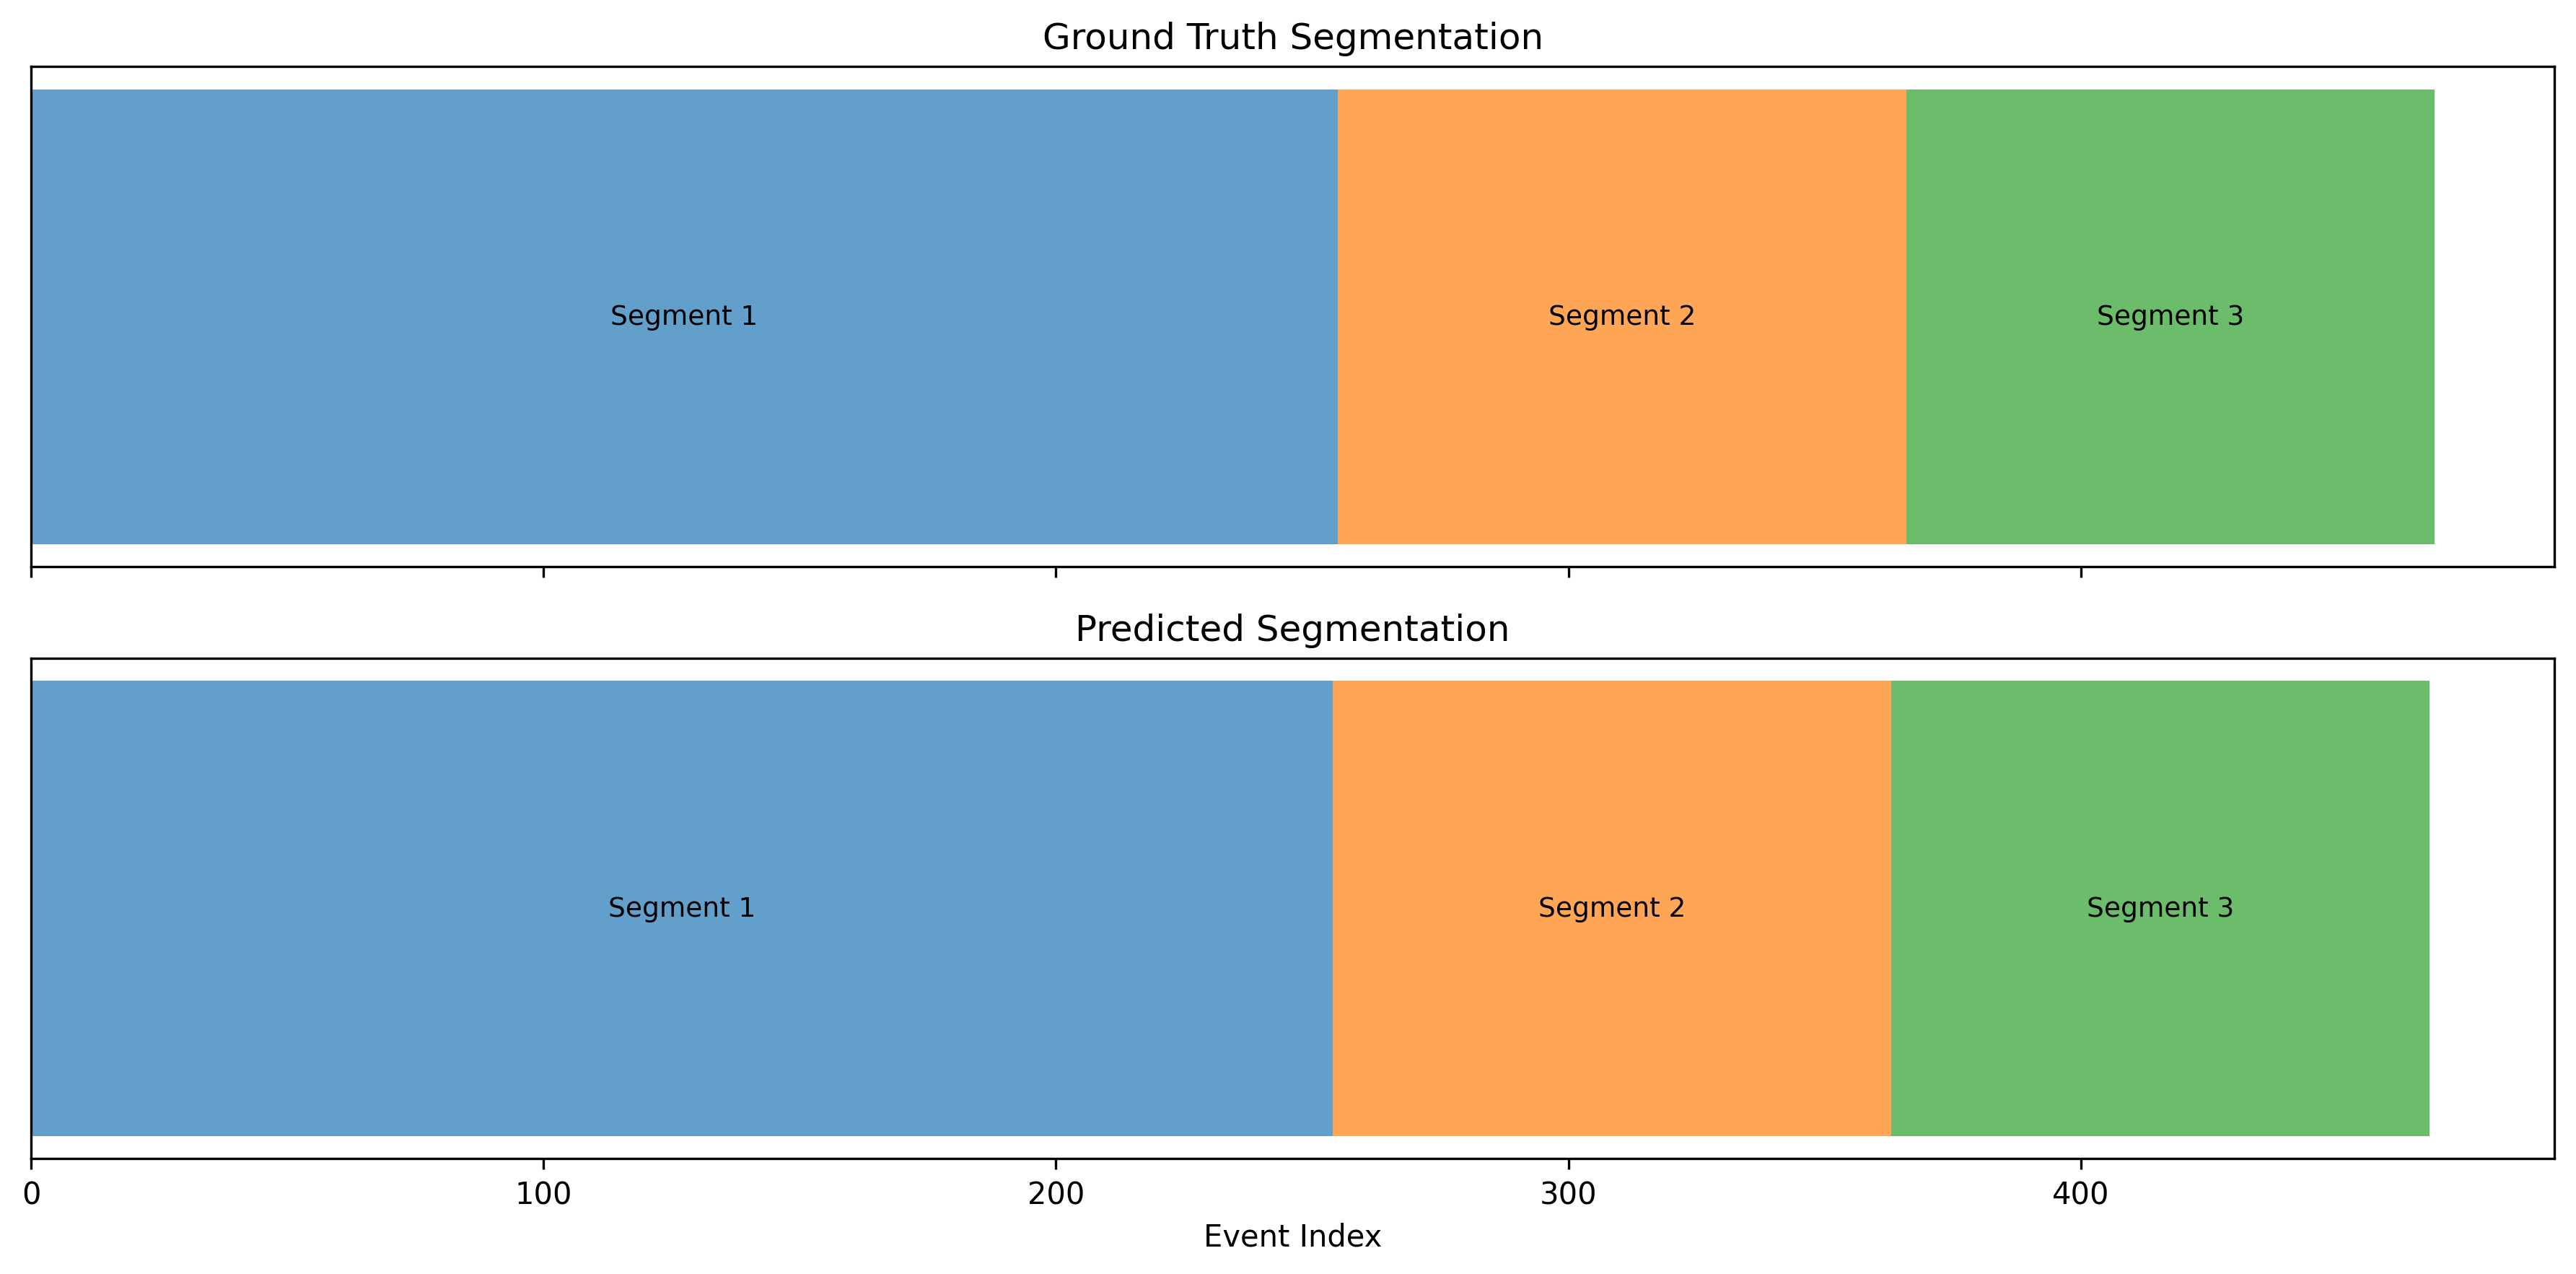 Ground Truth Segmentation
Segment 1 Segment 2 Segment 3
Predicted Segmentation
Segment 1 Segment 2 Segment 3
0 100 200 300 400
Event Index